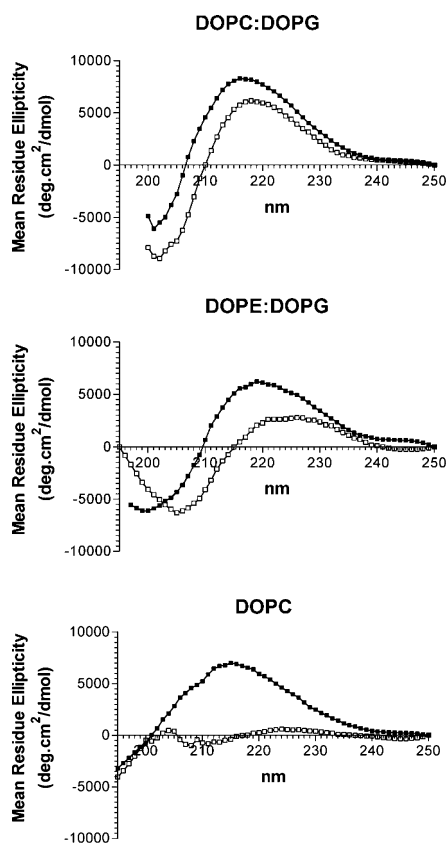 DOPC:DOPG
Mean Residue Ellipticity
(deg.cm²/dmol)
10000
5000
0
-5000
-10000
200 210 220 230 240 250
nm
DOPE:DOPG
Mean Residue Ellipticity
(deg.cm²/dmol)
10000
5000
0
-5000
-10000
200 210 220 230 240 250
nm
DOPC
Mean Residue Ellipticity
(deg.cm²/dmol)
10000
5000
0
-5000
-10000
200 210 220 230 240 250
nm